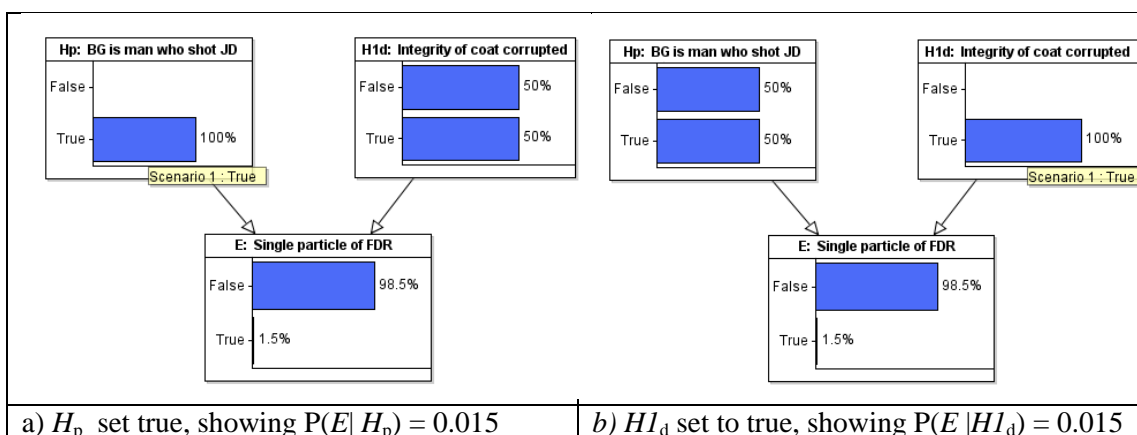 Hp: BG is man who shot JD
False
True
100%
Scenario 1 : True
H1d: Integrity of coat corrupted
False
50%
True
50%
E: Single particle of FDR
False
98.5%
True
1.5%
a) Hp set true, showing P(E| Hp) = 0.015
Hp: BG is man who shot JD
False
50%
True
50%
H1d: Integrity of coat corrupted
False
True
100%
Scenario 1 : True
E: Single particle of FDR
False
98.5%
True
1.5%
b) H1d set to true, showing P(E |H1d) = 0.015